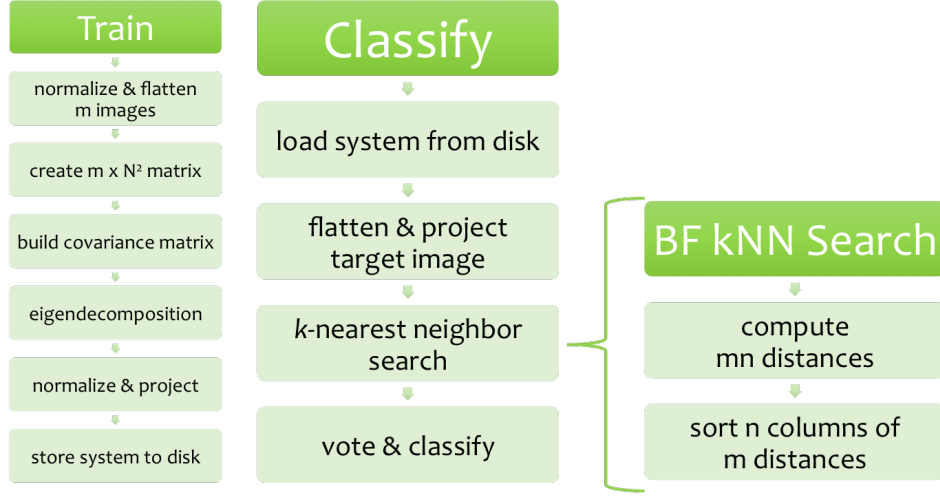 Train
normalize & flatten
m images
create m x N² matrix
build covariance matrix
eigendecomposition
normalize & project
store system to disk
Classify
load system from disk
flatten & project
target image
k-nearest neighbor
search
vote & classify
BF kNN Search
compute
mn distances
sort n columns of
m distances